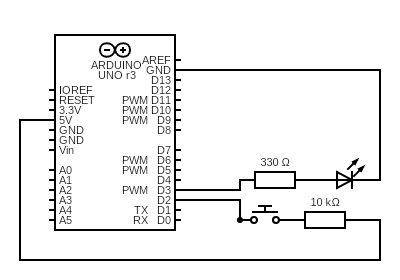 ARDUINO
UNO r3
AREF
GND
D13
IOREF D12
RESET PWM D11
3.3V PWM D10
5V PWM D9
GND D8
GND
Vin D7
PWM D6
A0 PWM D5
A1 D4
A2 PWM D3
A3 D2
A4 TX D1
A5 RX D0
330 Ω
10 kΩ